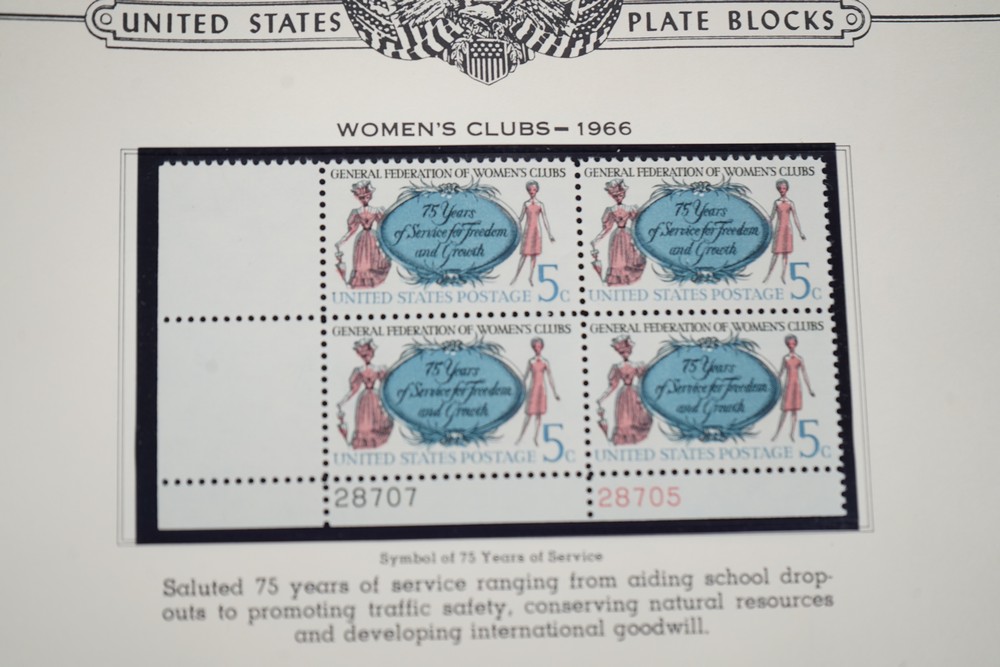 UNITED STATES PLATE BLOCKS
WOMEN'S CLUBS — 1966
GENERAL FEDERATION OF WOMEN'S CLUBS
75 Years
of Service for Freedom
and Growth
UNITED STATES POSTAGE 5c
GENERAL FEDERATION OF WOMEN'S CLUBS
75 Years
of Service for Freedom
and Growth
UNITED STATES POSTAGE 5c
GENERAL FEDERATION OF WOMEN'S CLUBS
75 Years
of Service for Freedom
and Growth
UNITED STATES POSTAGE 5c
GENERAL FEDERATION OF WOMEN'S CLUBS
75 Years
of Service for Freedom
and Growth
UNITED STATES POSTAGE 5c
28707
28705
Symbol of 75 Years of Service
Saluted 75 years of service ranging from aiding school drop-
outs to promoting traffic safety, conserving natural resources
and developing international goodwill.